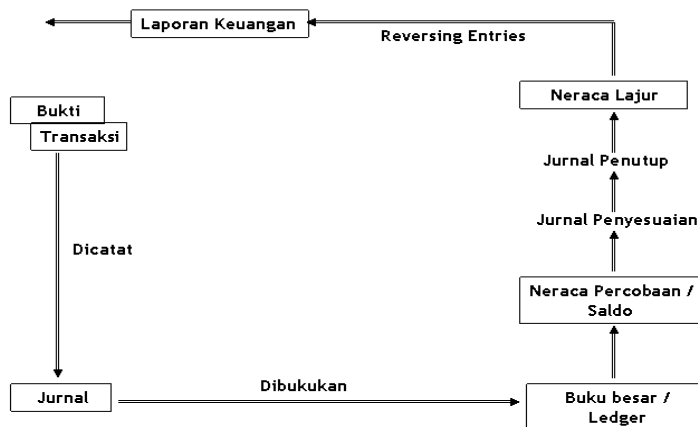 Laporan Keuangan
Reversing Entries
Neraca Lajur
Bukti
Transaksi
Jurnal Penutup
Jurnal Penyesuaian
Dicatat
Neraca Percobaan /
Saldo
Dibukukan
Jurnal
Buku besar /
Ledger